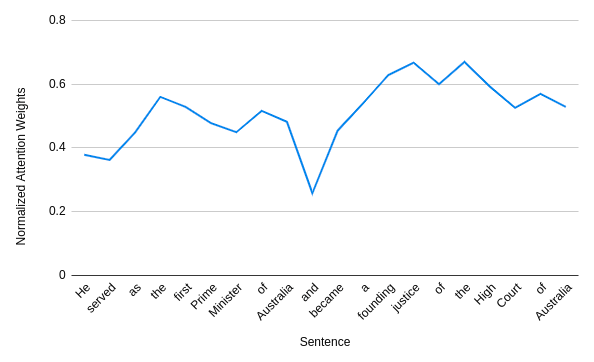 0.8
0.6
0.4
0.2
0
Normalized Attention Weights
He
served
as
the
first
Prime
Minister
of
Australia
and
became
a
founding
justice
of
the
High
Court
of
Australia
Sentence